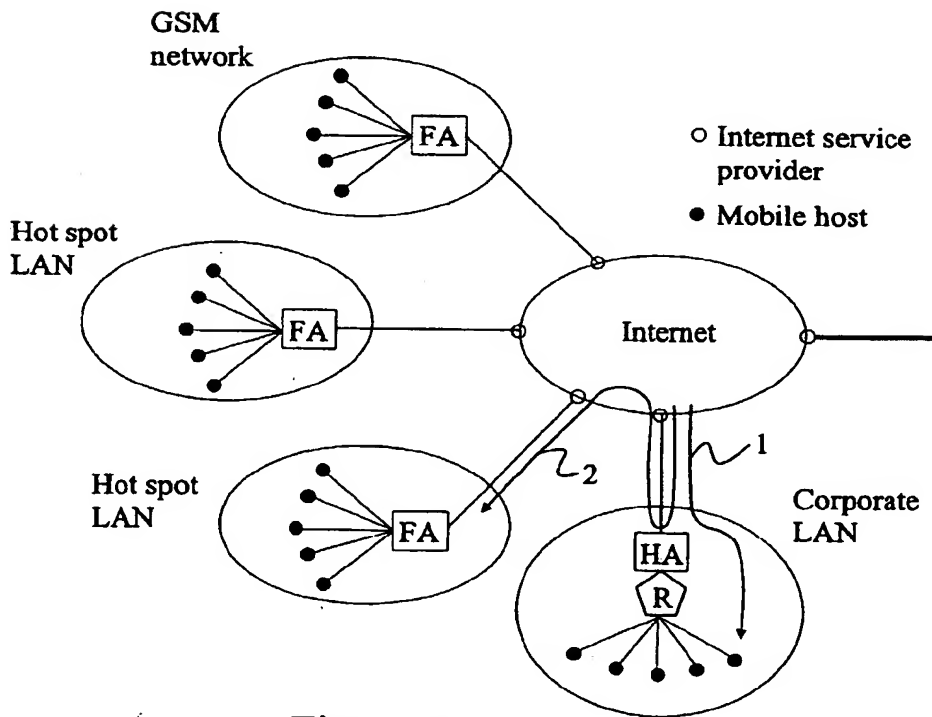 GSM
network
FA
Internet service
provider
Mobile host
Hot spot
LAN
FA
Internet
1
2
Hot spot
LAN
FA
Corporate
LAN
HA
R